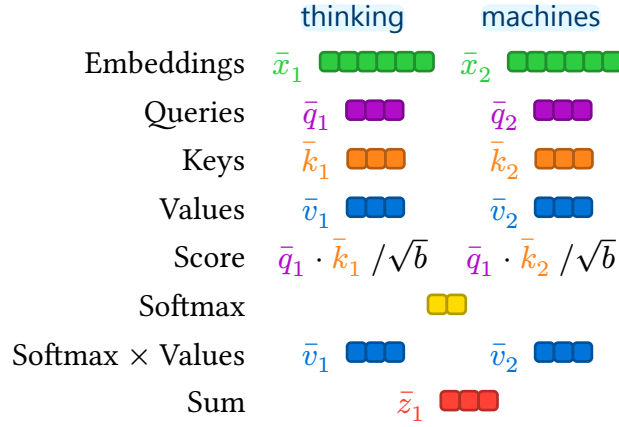 thinking machines
Embeddings x̄₁ x̄₂
Queries q̄₁ q̄₂
Keys k̄₁ k̄₂
Values v̄₁ v̄₂
Score q̄₁ · k̄₁ /√b q̄₁ · k̄₂ /√b
Softmax
Softmax × Values v̄₁ v̄₂
Sum z̄₁